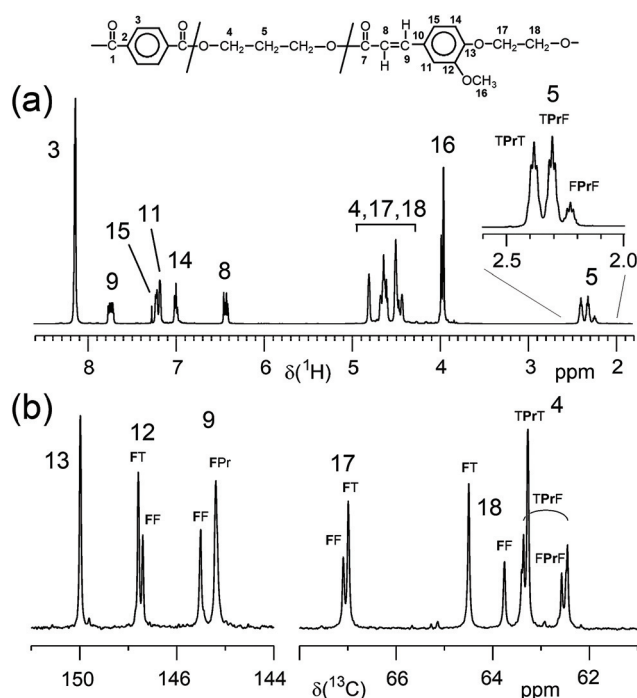 O 3 O 4 5 O 8 H 15 14 17 18
C 2 C O O C C C 10 O O
1 7 C C 13
H 9 11 12 OCH₃
16
(a)
3
9
15
11
14
8
4,17,18
16
5
TPrT TPrF
FPrF
2.5 2.0
5
8 7 6 5 4 3 ppm 2
δ(¹H)
(b)
13
12
FT
FF
9
FPr
FF
17
FT
FF
FT
18
FF
4
TPrT
TPrF
FPrF
150 148 146 144 66 64 62
δ(¹³C) ppm